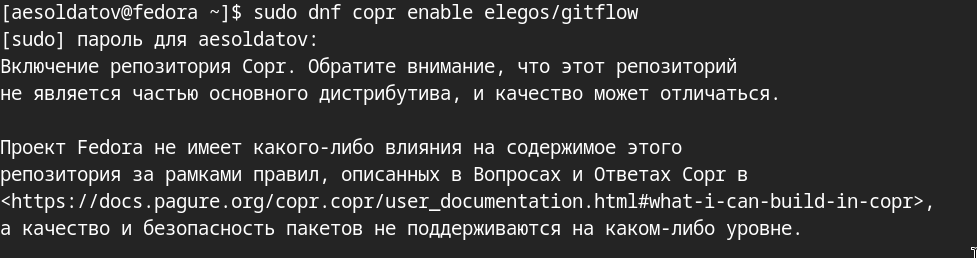 [aesoldatov@fedora ~]$ sudo dnf copr enable elegos/gitflow
[sudo] пароль для aesoldatov:
Включение репозитория Copr. Обратите внимание, что этот репозиторий
не является частью основного дистрибутива, и качество может отличаться.

Проект Fedora не имеет какого-либо влияния на содержимое этого
репозитория за рамками правил, описанных в Вопросах и Ответах Copr в
<https://docs.pagure.org/copr.copr/user_documentation.html#what-i-can-build-in-copr>,
а качество и безопасность пакетов не поддерживаются на каком-либо уровне.